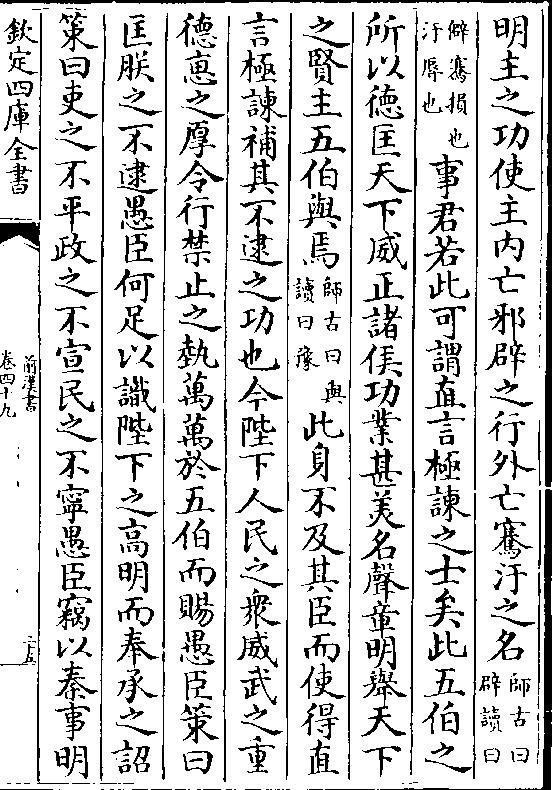 明主之功使主内亡邪辟之行外亡騫汙之名師古曰辟讀曰
僻騫損也汙辱也事君若此可謂直言極諫之士矣此五伯之
所以德匡天下威正諸侯功業甚美名聲章明舉天下
之賢主五伯與焉師古曰與讀曰豫此身不及其臣而使得直
言極諫補其不逮之功也今陛下人民之衆威武之重
德惠之厚令行禁止之埶萬萬於五伯而賜愚臣策曰
匡朕之不逮愚臣何足以識陛下之高明而奉承之詔
策曰吏之不平政之不宣民之不寧愚臣竊以秦事明
欽定四庫全書
前漢書
卷四十九
二五